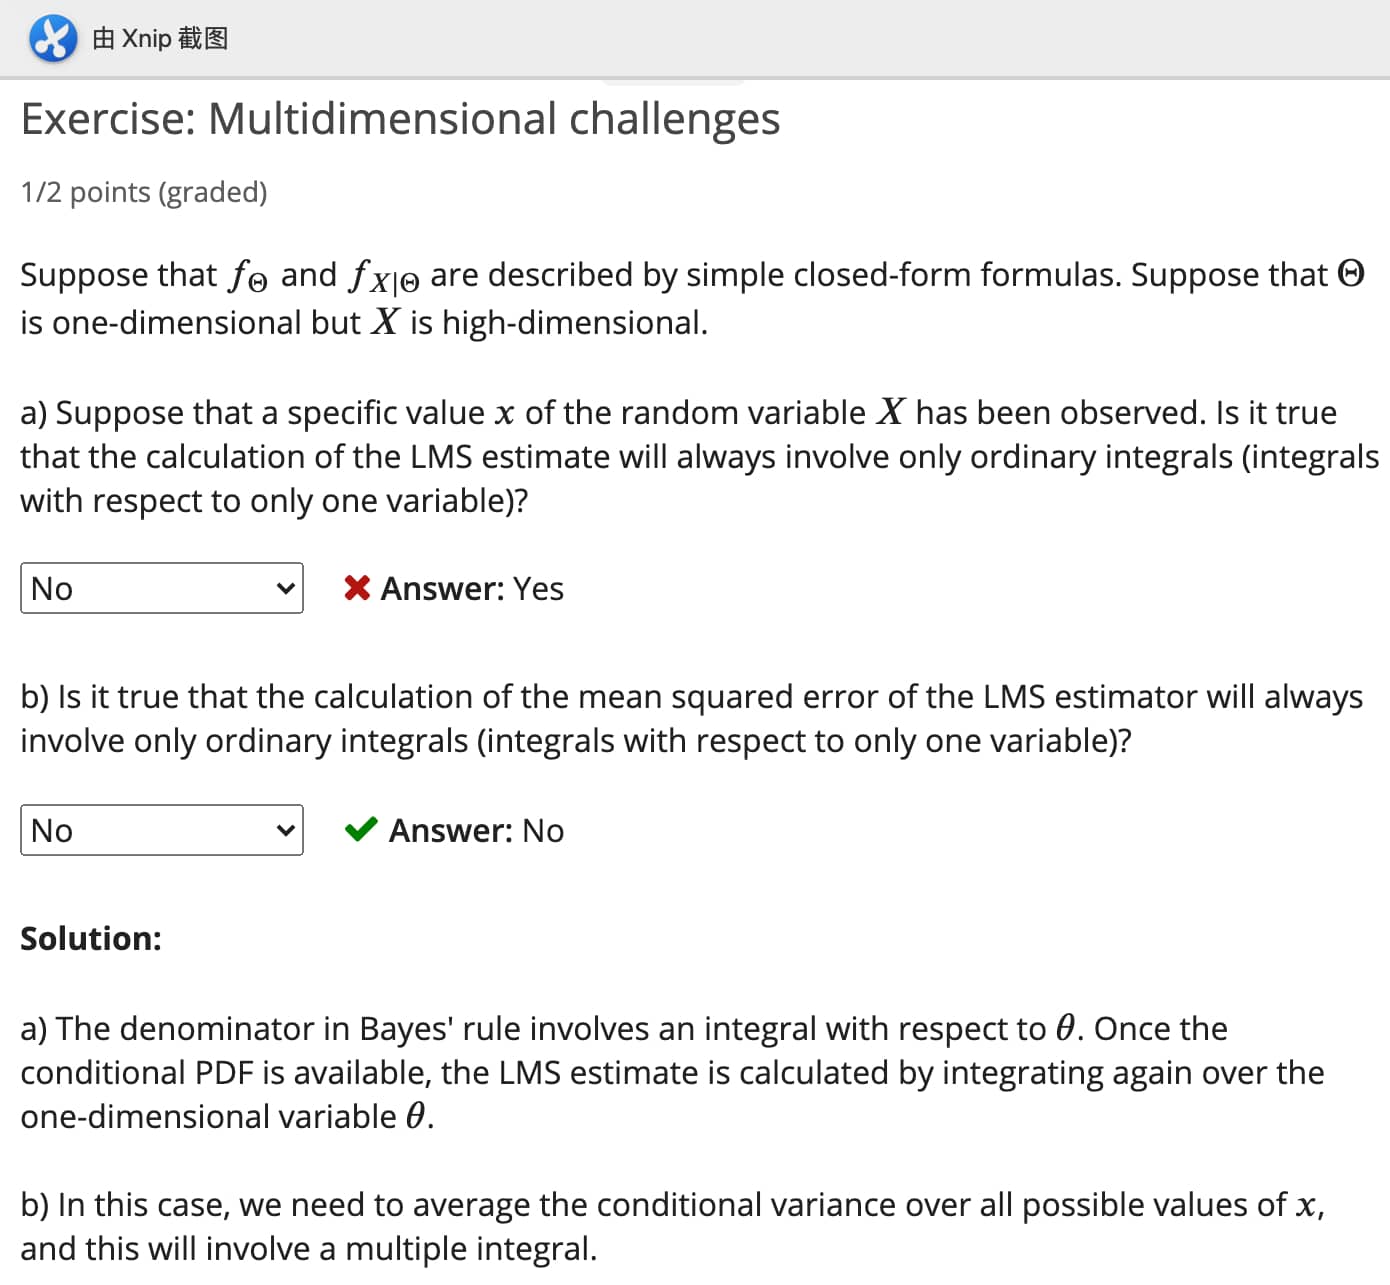 由 Xnip 截图
Exercise: Multidimensional challenges
1/2 points (graded)
Suppose that f_Θ and f_{X|Θ} are described by simple closed-form formulas. Suppose that Θ
is one-dimensional but X is high-dimensional.
a) Suppose that a specific value x of the random variable X has been observed. Is it true
that the calculation of the LMS estimate will always involve only ordinary integrals (integrals
with respect to only one variable)?
No ✖ Answer: Yes
b) Is it true that the calculation of the mean squared error of the LMS estimator will always
involve only ordinary integrals (integrals with respect to only one variable)?
No ✔ Answer: No
Solution:
a) The denominator in Bayes' rule involves an integral with respect to θ. Once the
conditional PDF is available, the LMS estimate is calculated by integrating again over the
one-dimensional variable θ.
b) In this case, we need to average the conditional variance over all possible values of x,
and this will involve a multiple integral.